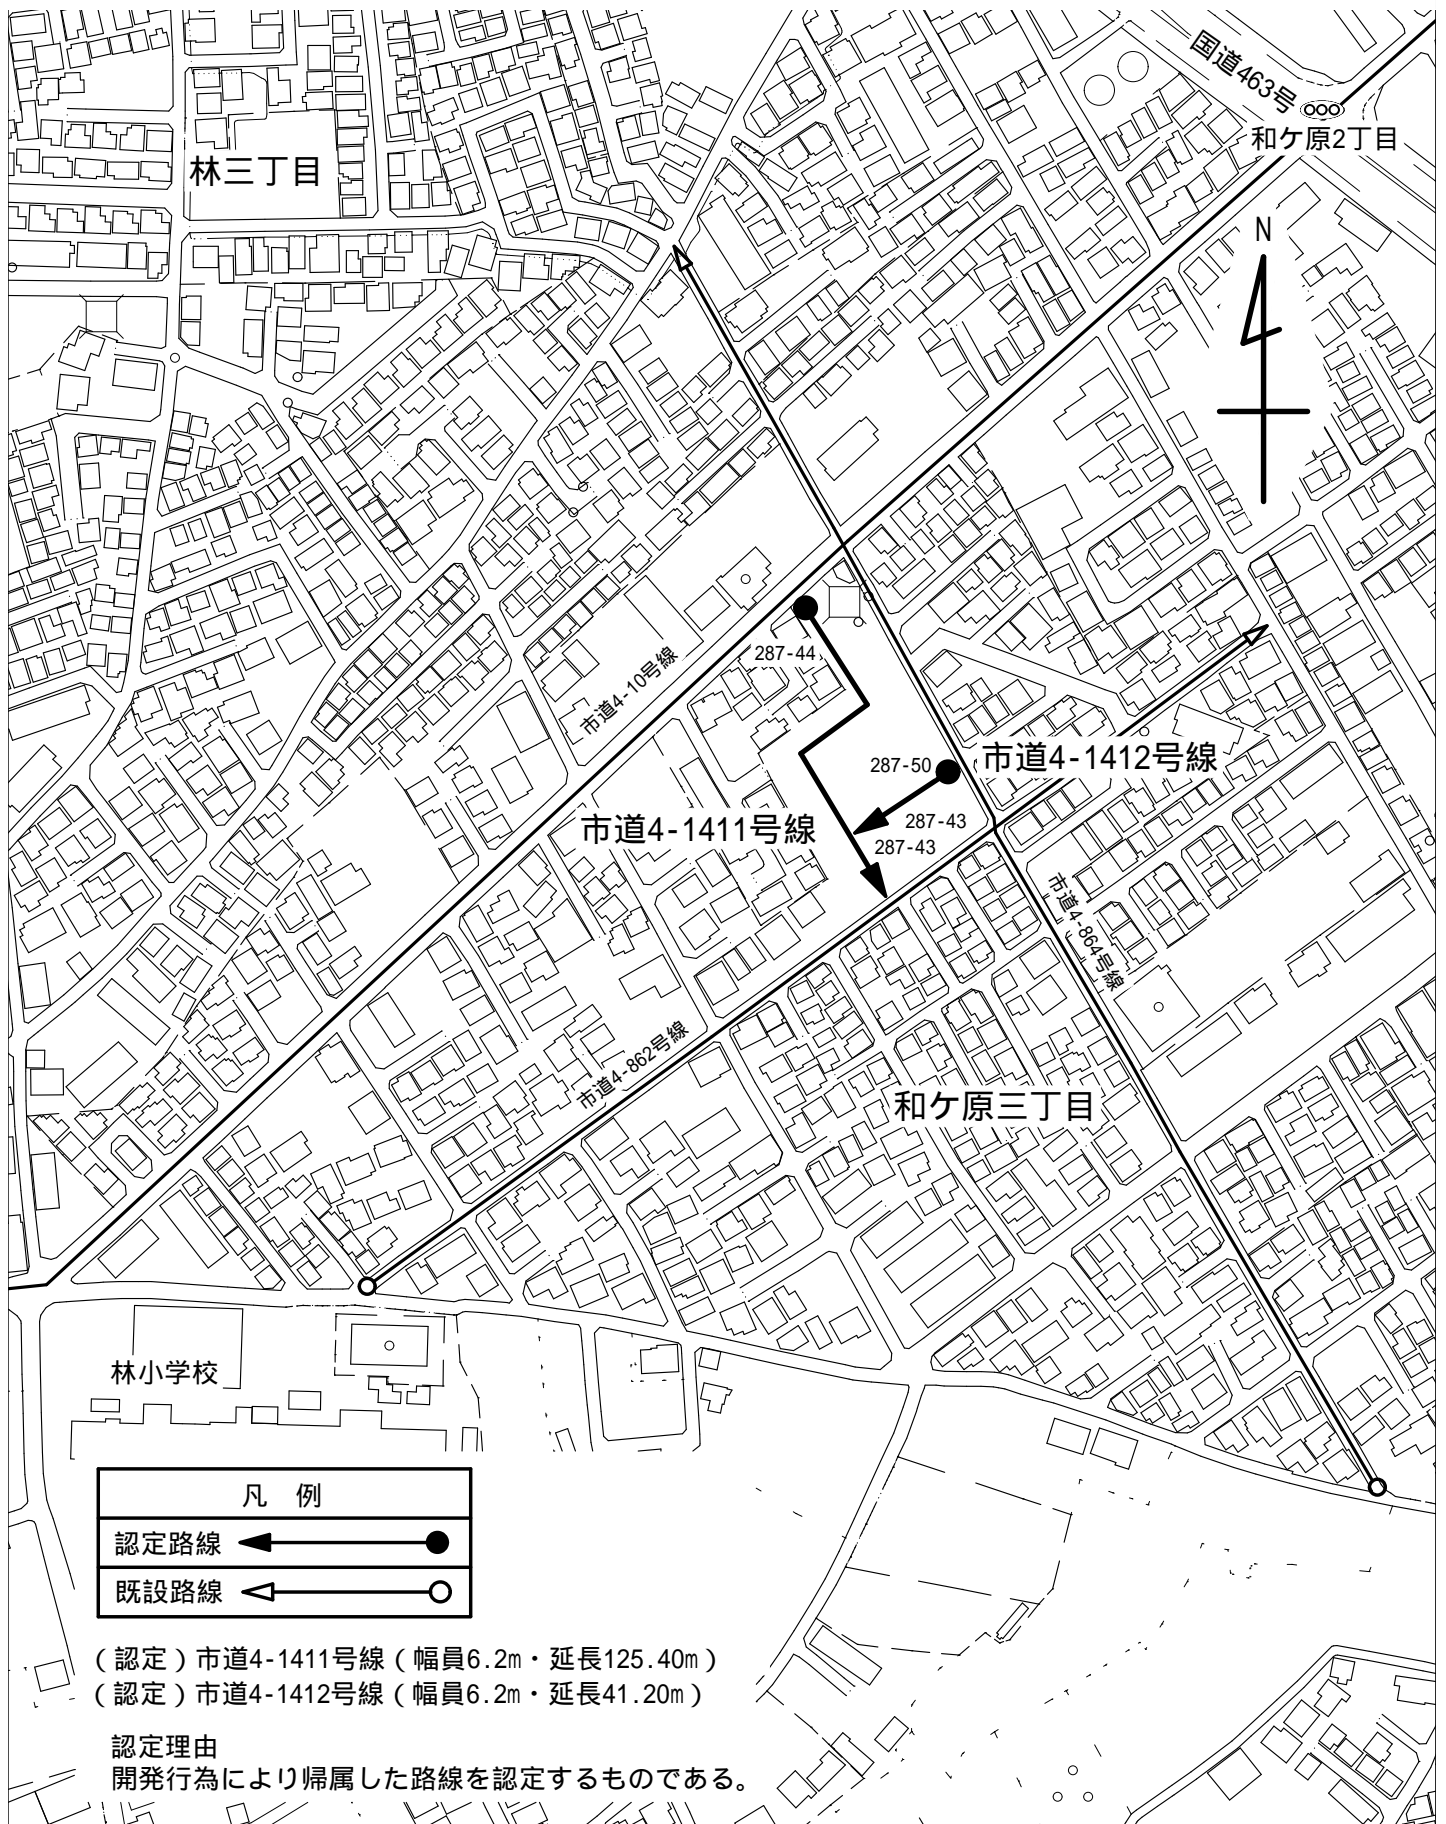 国道463号
和ケ原2丁目
林三丁目
N
287-44
市道4-10号線
287-50
市道4-1412号線
市道4-1411号線
287-43
287-43
市道4-864号線
市道4-862号線
和ケ原三丁目
林小学校
凡 例
認定路線
既設路線
（認定）市道4-1411号線（幅員6.2m・延長125.40m）
（認定）市道4-1412号線（幅員6.2m・延長41.20m）
認定理由
開発行為により帰属した路線を認定するものである。